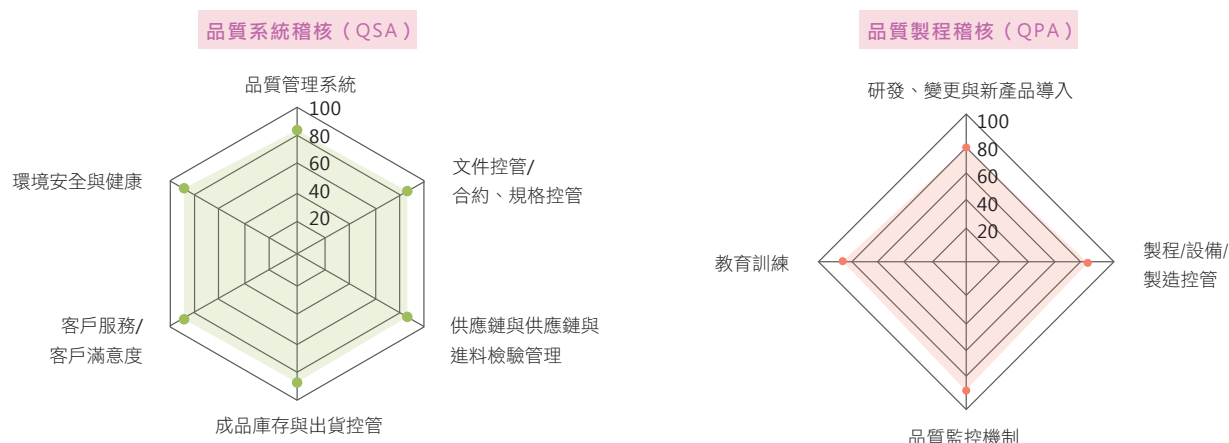 品質系統稽核（QSA）
品質管理系統
100
80
60
40
20
文件控管/
合約、規格控管
供應鏈與供應鏈與
進料檢驗管理
成品庫存與出貨控管
客戶服務/
客戶滿意度
環境安全與健康
品質製程稽核（QPA）
研發、變更與新產品導入
100
80
60
40
20
製程/設備/
製造控管
品質監控機制
教育訓練